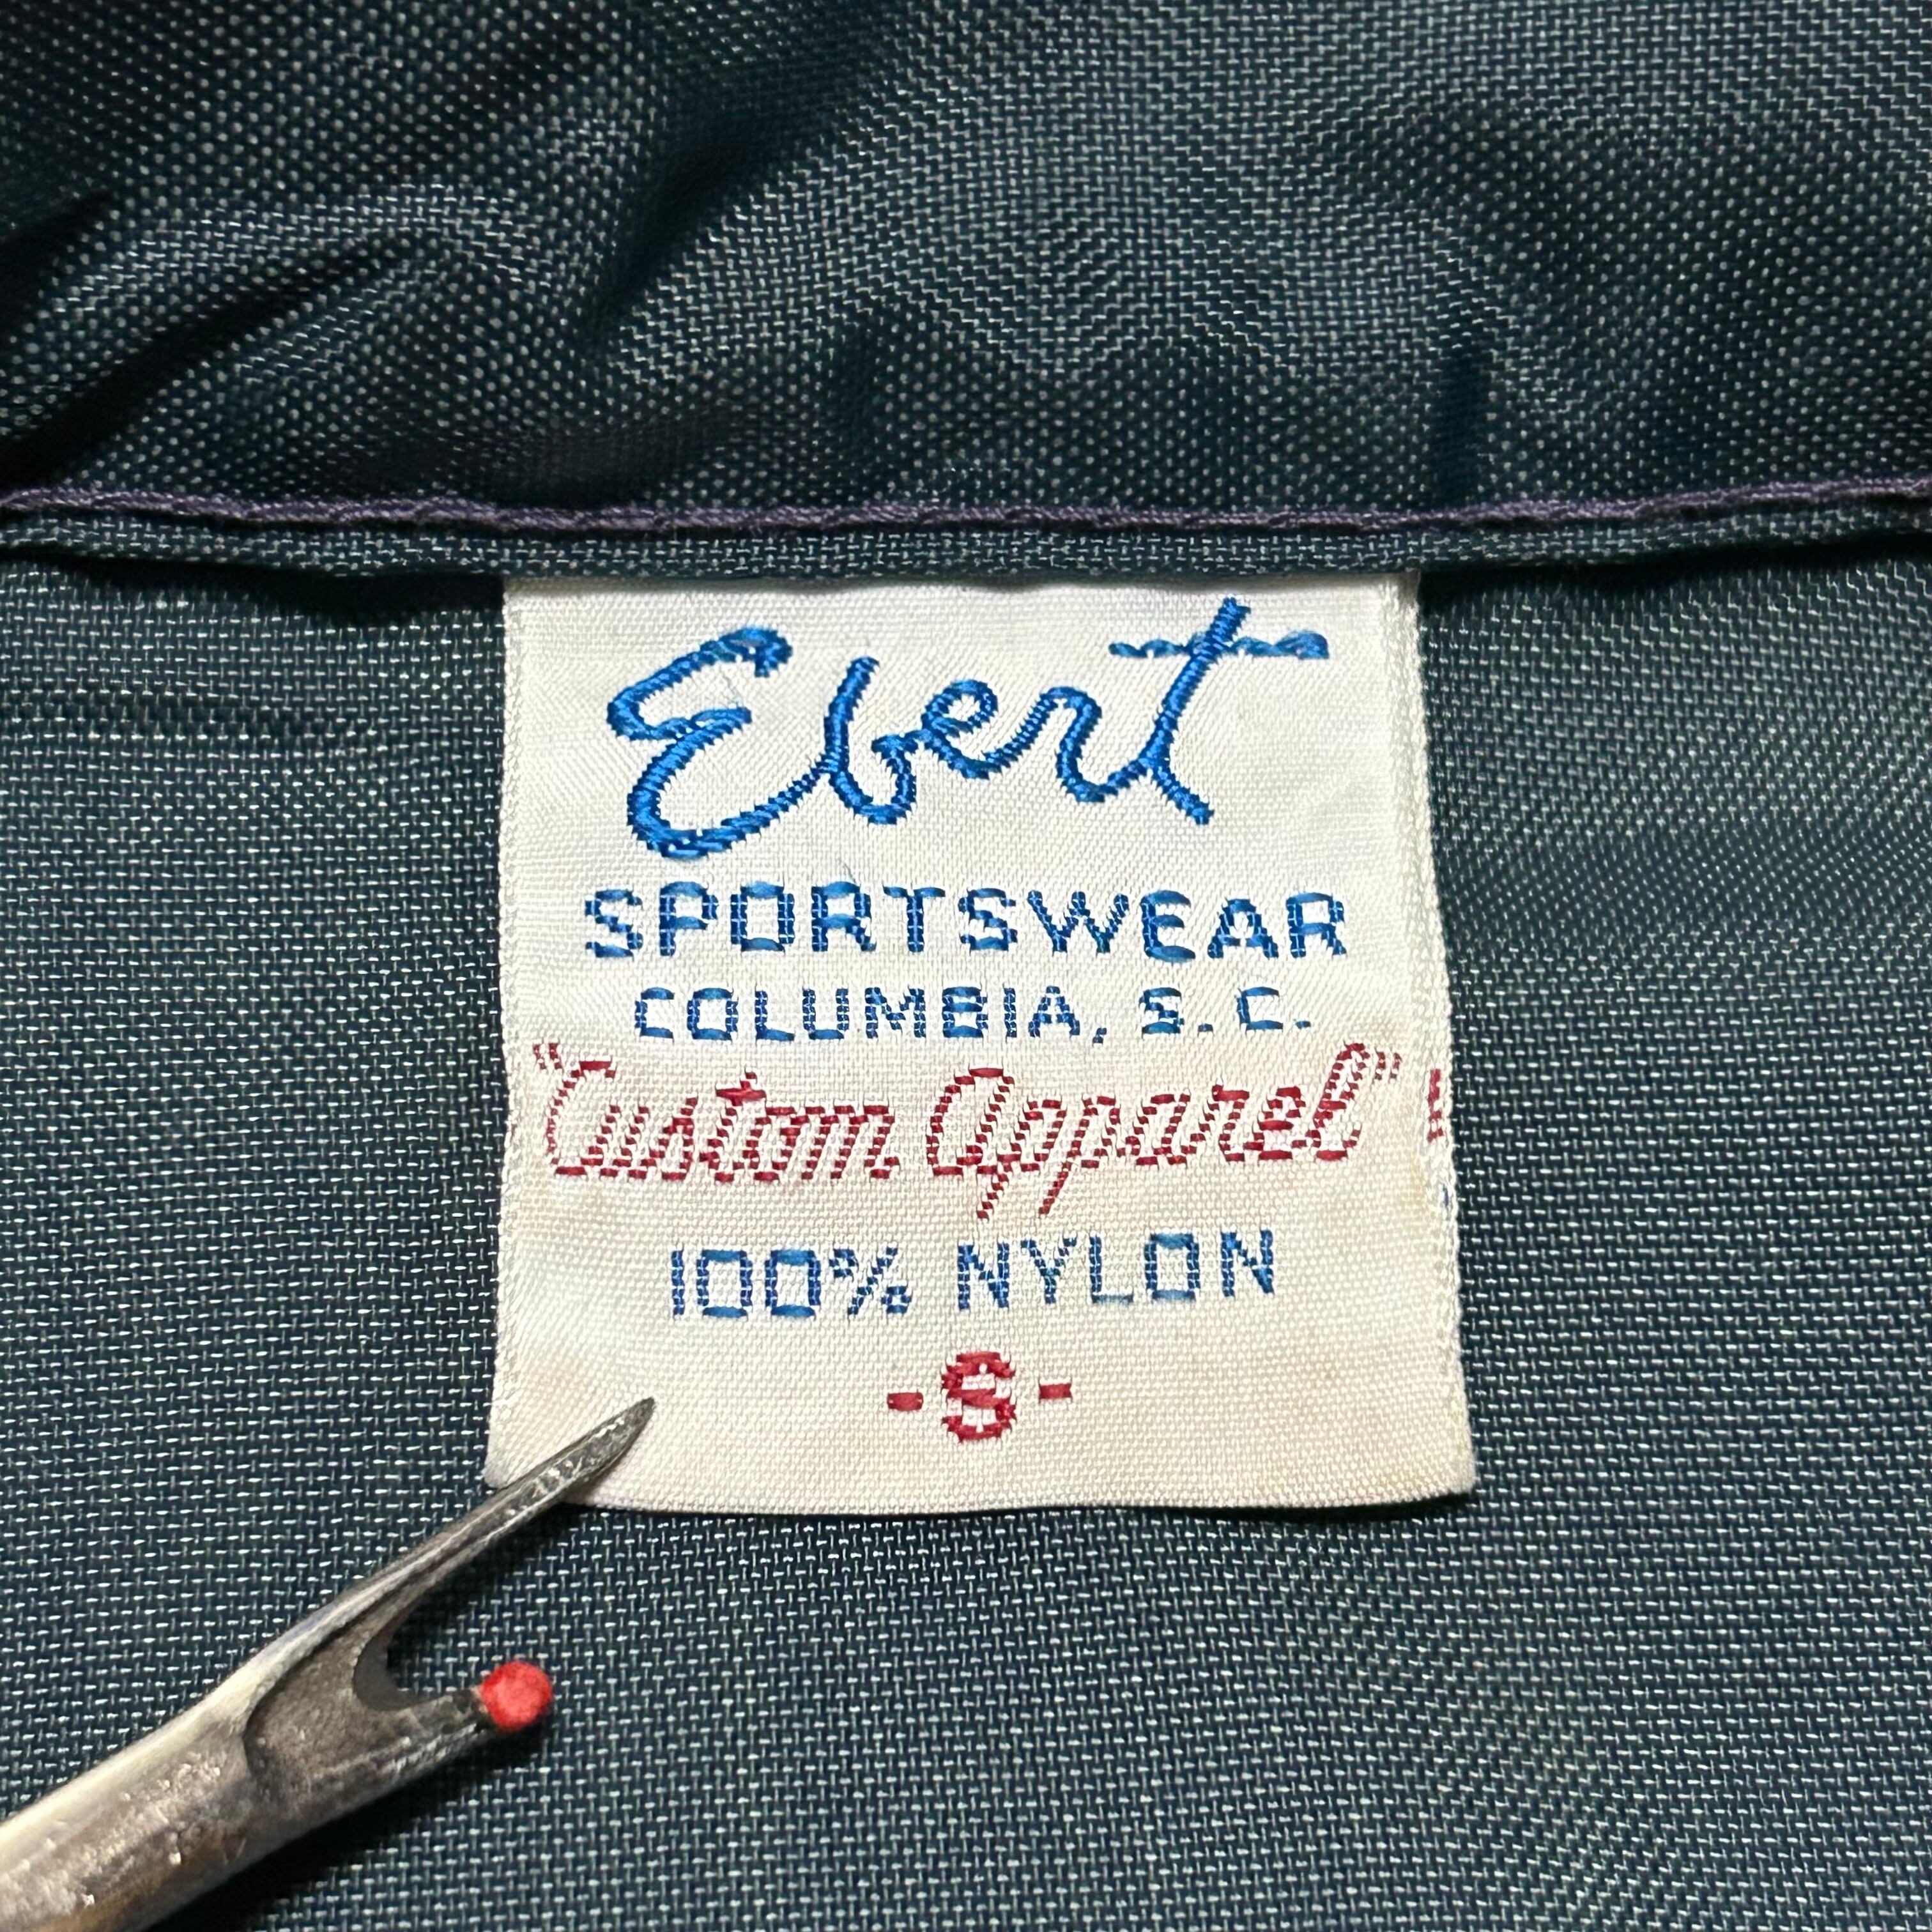 Ebert
SPORTSWEAR
COLUMBIA, S. C.
"Custom Apparel"
100% NYLON
-S-